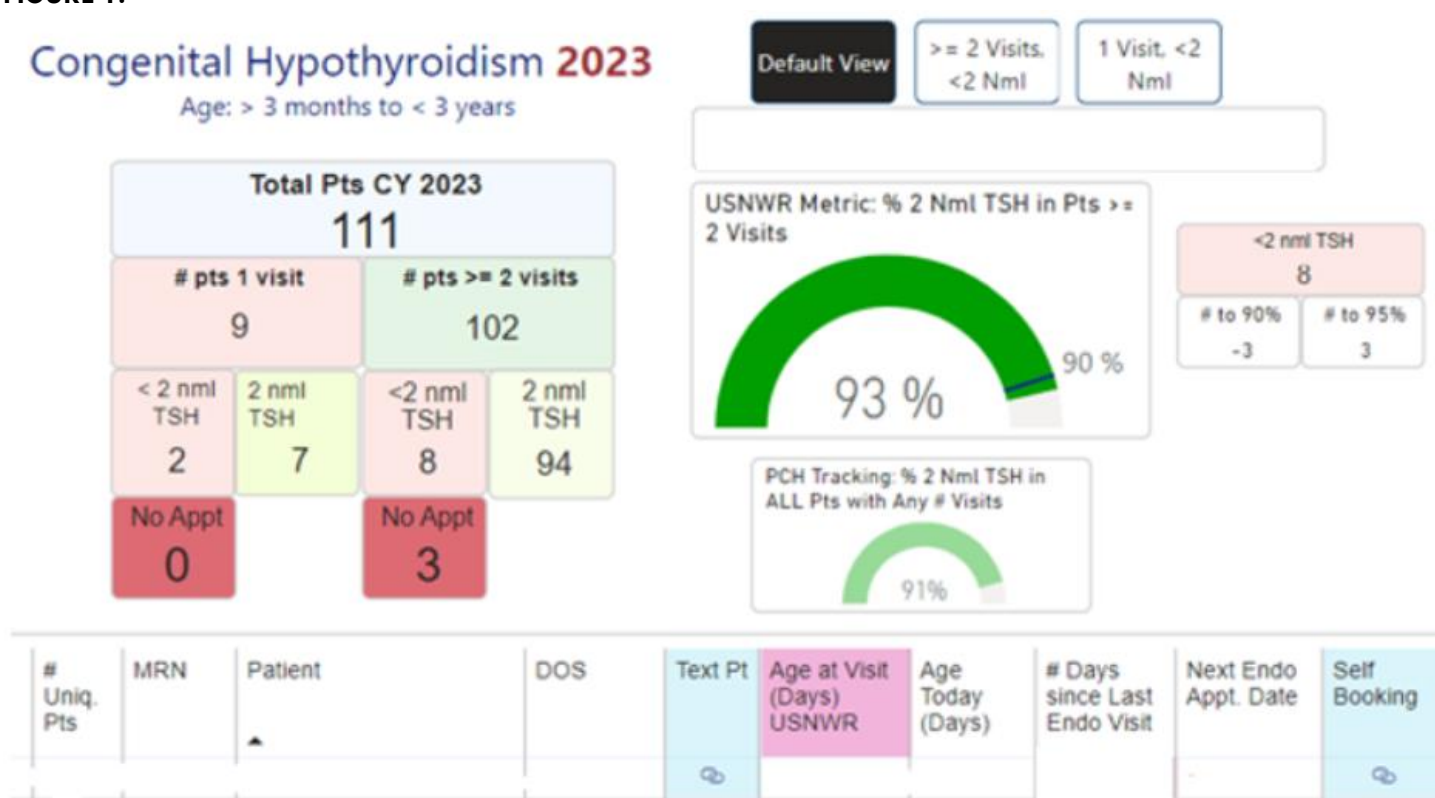 FIGURE 1.
Congenital Hypothyroidism 2023
Age: > 3 months to < 3 years
Default View
>= 2 Visits, <2 Nml
1 Visit, <2 Nml
Total Pts CY 2023
111
# pts 1 visit
9
# pts >= 2 visits
102
< 2 nml TSH
2
2 nml TSH
7
<2 nml TSH
8
2 nml TSH
94
No Appt
0
No Appt
3
USNWR Metric: % 2 Nml TSH in Pts >=
2 Visits
90 %
93 %
<2 nml TSH
8
# to 90%
-3
# to 95%
3
PCH Tracking: % 2 Nml TSH in
ALL Pts with Any # Visits
91%
# Uniq. Pts
MRN
Patient
DOS
Text Pt
Age at Visit (Days) USNWR
Age Today (Days)
# Days since Last Endo Visit
Next Endo Appt. Date
Self Booking